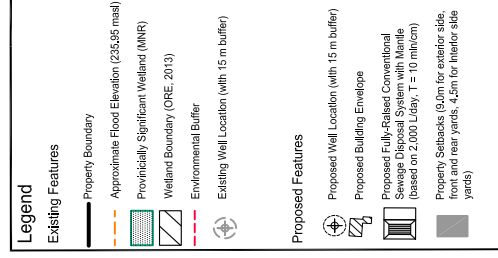 Legend
Existing Features
Property Boundary
Approximate Flood Elevation (235.95 masl)
Provinicially Significant Wetland (MNR)
Wetland Boundary (ORE, 2013)
Environmental Buffer
Existing Well Location (with 15 m buffer)
Proposed Features
Proposed Well Location (with 15 m buffer)
Proposed Building Envelope
Proposed Fully-Raised Conventional
Sewage Disposal System with Mantle
(based on 2,000 L/day, T = 10 min/cm)
Property Setbacks (9.0m for exterior side,
front and rear yards, 4.5m for interior side
yards)